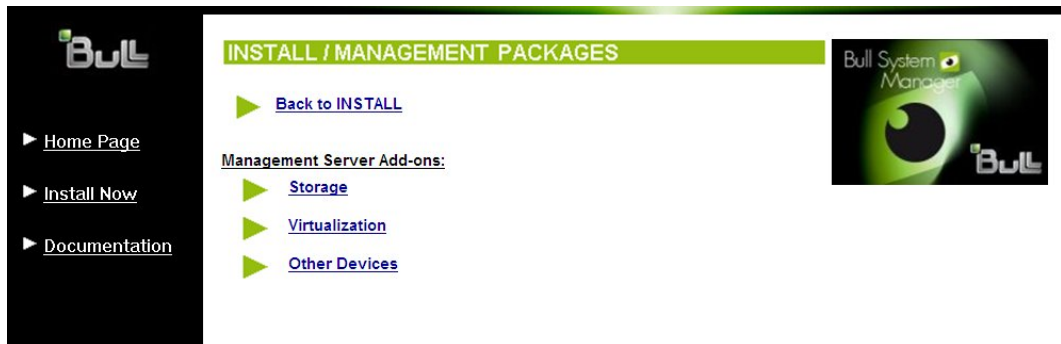 Bull
Home Page
Install Now
Documentation
INSTALL / MANAGEMENT PACKAGES
Back to INSTALL
Management Server Add-ons:
Storage
Virtualization
Other Devices
Bull System
Manager
Bull